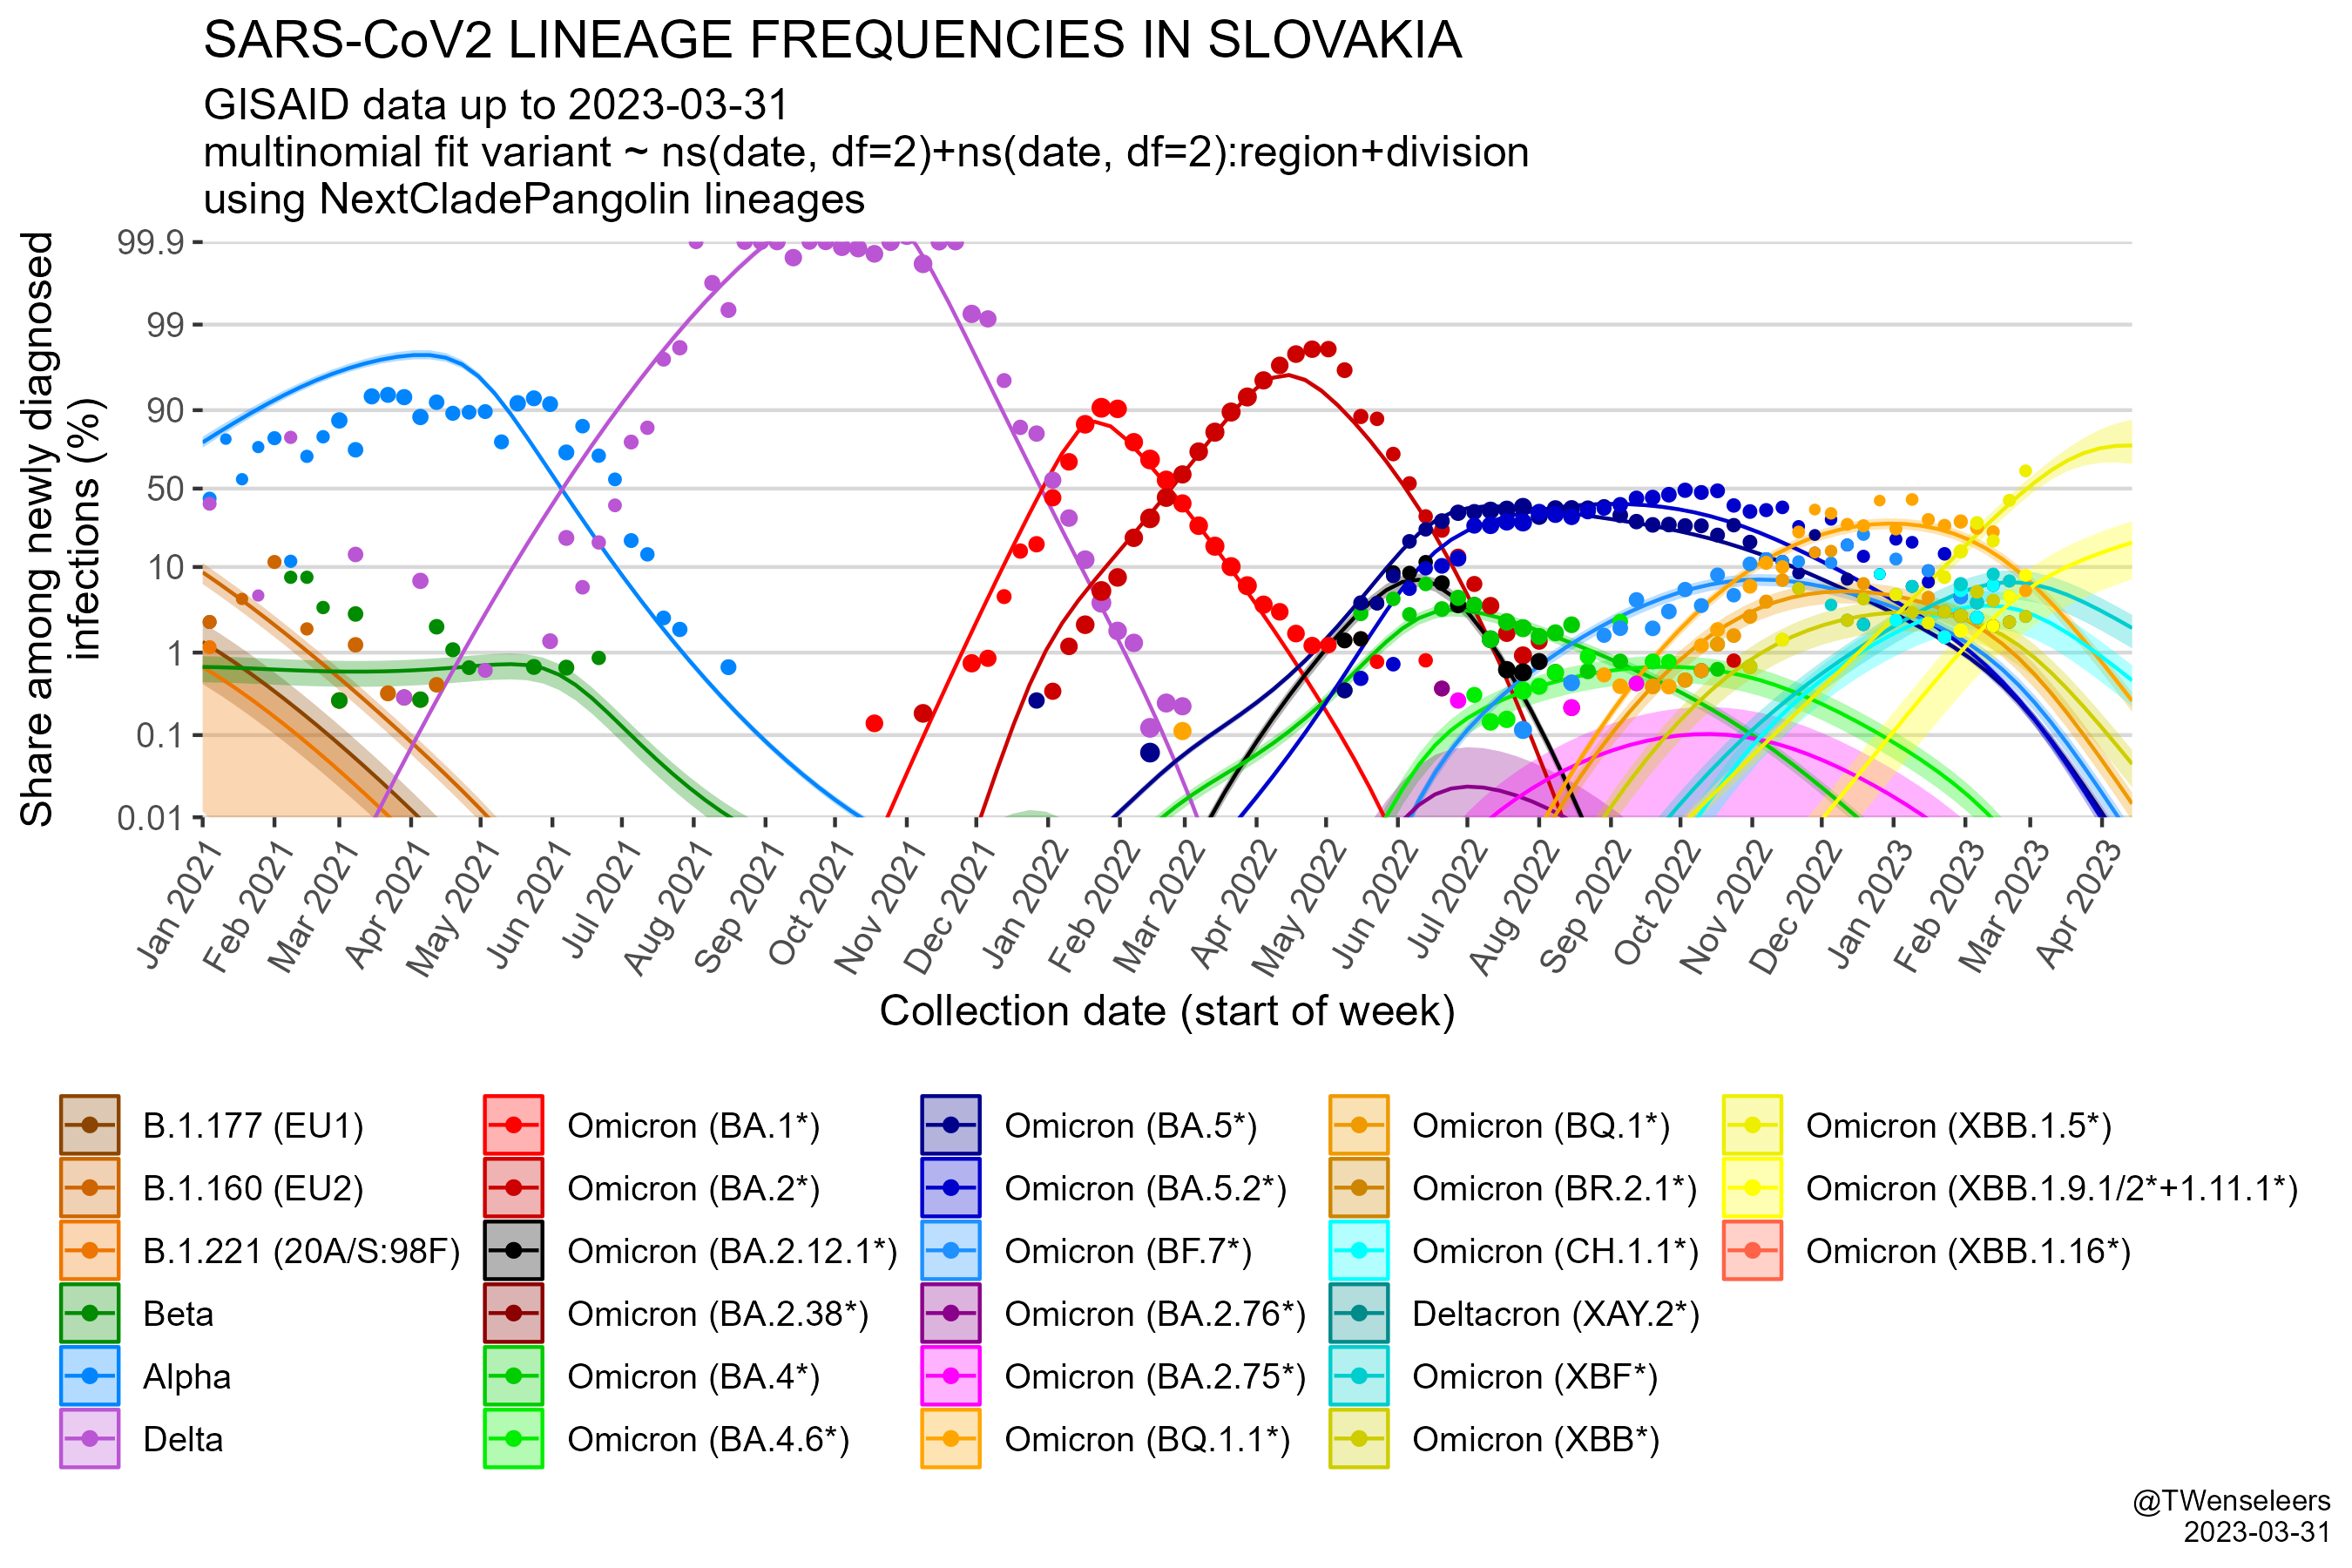 SARS-CoV2 LINEAGE FREQUENCIES IN SLOVAKIA
GISAID data up to 2023-03-31
multinomial fit variant ~ ns(date, df=2)+ns(date, df=2):region+division
using NextCladePangolin lineages
Share among newly diagnosed
infections (%)
99.9
99
90
50
10
1
0.1
0.01
Jan 2021
Feb 2021
Mar 2021
Apr 2021
May 2021
Jun 2021
Jul 2021
Aug 2021
Sep 2021
Oct 2021
Nov 2021
Dec 2021
Jan 2022
Feb 2022
Mar 2022
Apr 2022
May 2022
Jun 2022
Jul 2022
Aug 2022
Sep 2022
Oct 2022
Nov 2022
Dec 2022
Jan 2023
Feb 2023
Mar 2023
Apr 2023
Collection date (start of week)
B.1.177 (EU1)
B.1.160 (EU2)
B.1.221 (20A/S:98F)
Beta
Alpha
Delta
Omicron (BA.1*)
Omicron (BA.2*)
Omicron (BA.2.12.1*)
Omicron (BA.2.38*)
Omicron (BA.4*)
Omicron (BA.4.6*)
Omicron (BA.5*)
Omicron (BA.5.2*)
Omicron (BF.7*)
Omicron (BA.2.76*)
Omicron (BA.2.75*)
Omicron (BQ.1.1*)
Omicron (BQ.1*)
Omicron (BR.2.1*)
Omicron (CH.1.1*)
Deltacron (XAY.2*)
Omicron (XBF*)
Omicron (XBB*)
Omicron (XBB.1.5*)
Omicron (XBB.1.9.1/2*+1.11.1*)
Omicron (XBB.1.16*)
@TWenseleers
2023-03-31